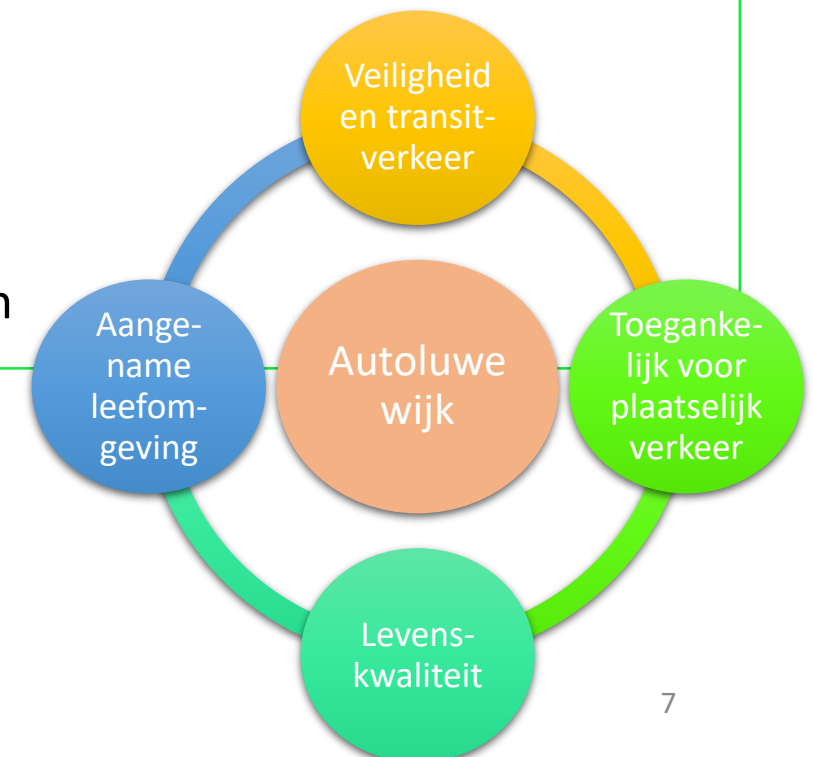 Veiligheid
en transit-
verkeer
Aange-
name
leefom-
geving
Autoluwe
wijk
Toeganke-
lijk voor
plaatselijk
verkeer
Levens-
kwaliteit
7